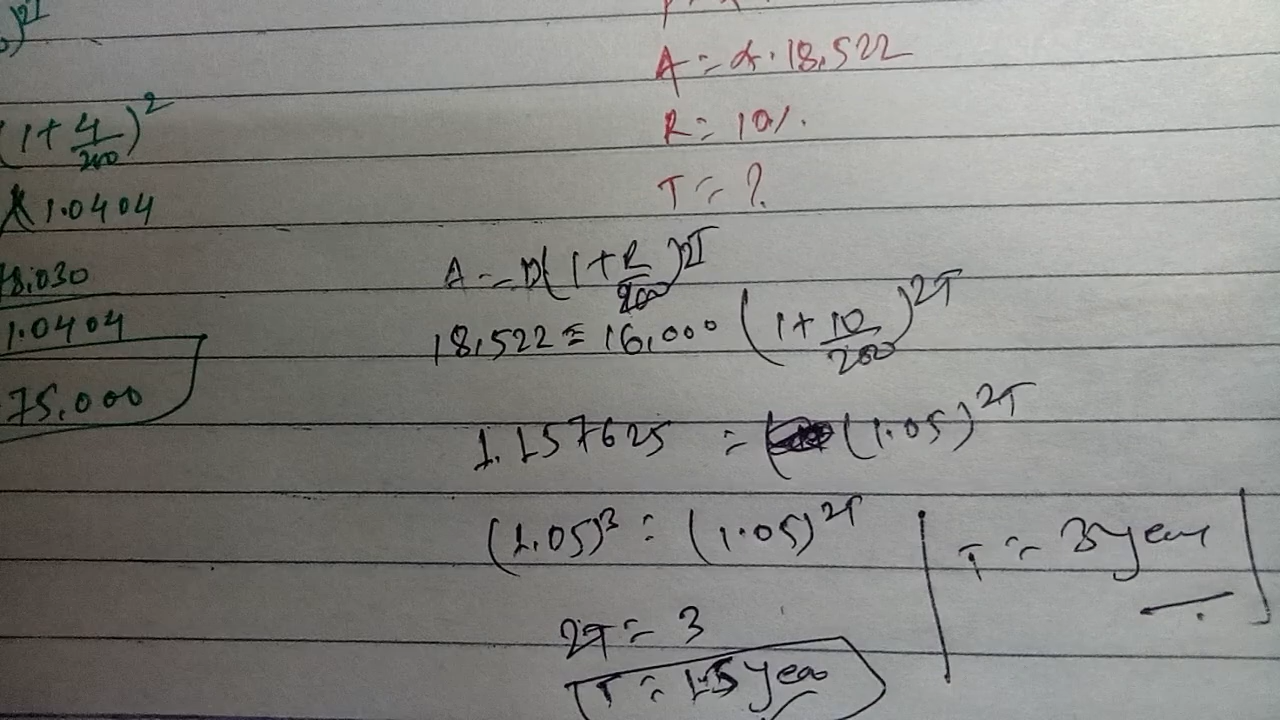 )^2T
(1+4/200)^2
1.0404
78.030
1.0404
75,000
A = 18,522
R = 10%.
T = ?
A = P(1+R/200)^2T
18,522 = 16,000 (1+10/200)^2T
1.157625 = (1.05)^2T
(1.05)^3 = (1.05)^2T
2T = 3
T = 1.5 year
T = 3 year